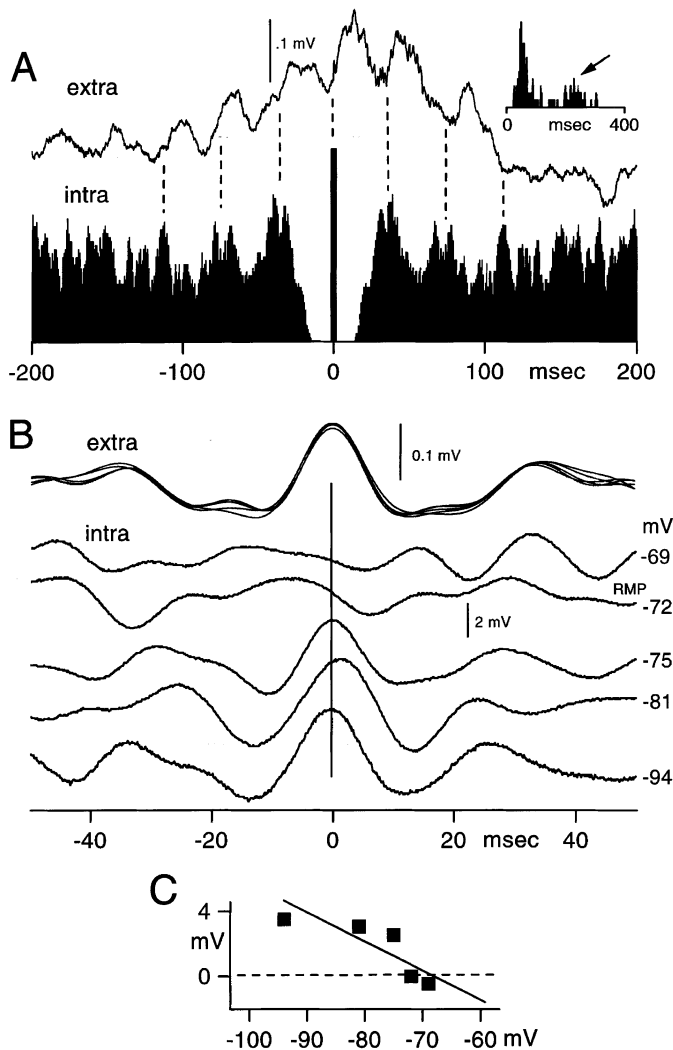 A
extra
.1 mV
0 msec 400
intra
-200 -100 0 100 msec 200
B
extra
0.1 mV
intra
mV
-69
RMP
-72
2 mV
-75
-81
-94
-40 -20 0 20 msec 40
C
4
mV
0
-100 -90 -80 -70 -60 mV